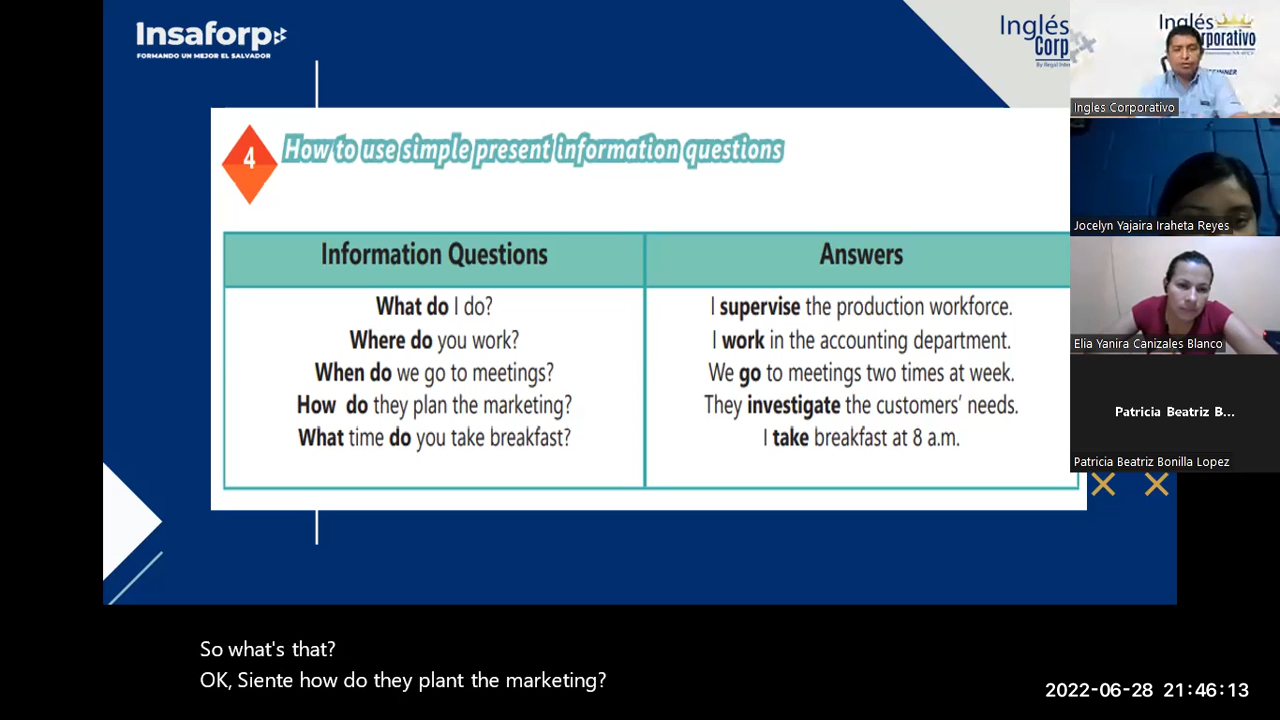 Insaforp
FORMANDO UN MEJOR EL SALVADOR
Inglés
Corp
Inglés
rporativo
Ingles Corporativo
4
How to use simple present information questions
Information Questions
Answers
What do I do?
I supervise the production workforce.
Where do you work?
I work in the accounting department.
When do we go to meetings?
We go to meetings two times at week.
How do they plan the marketing?
They investigate the customers' needs.
What time do you take breakfast?
I take breakfast at 8 a.m.
Jocelyn Yajaira Iraheta Reyes
Elia Yanira Canizales Blanco
Patricia Beatriz B...
Patricia Beatriz Bonilla Lopez
So what's that?
OK, Siente how do they plant the marketing?
2022-06-28 21:46:13